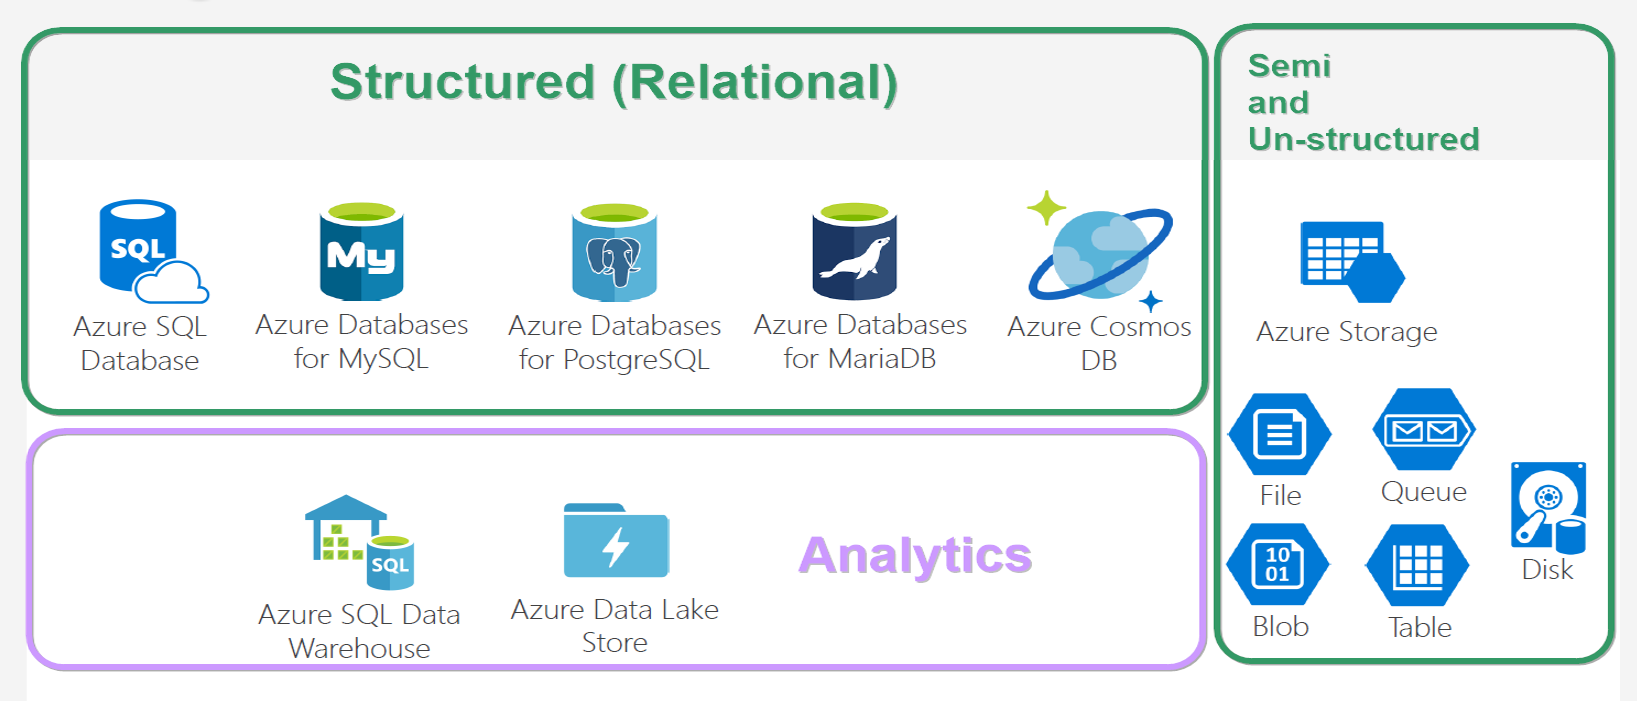 Structured (Relational)
SQL
Azure SQL
Database
My
Azure Databases
for MySQL
Azure Databases
for PostgreSQL
Azure Databases
for MariaDB
Azure Cosmos
DB
Semi
and
Un-structured
Azure Storage
File
Queue
10
01
Blob
Table
Disk
SQL
Azure SQL Data
Warehouse
Azure Data Lake
Store
Analytics